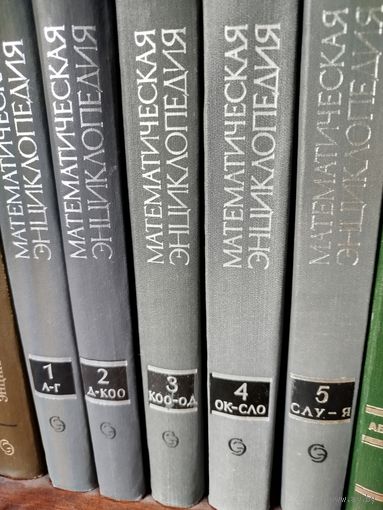 МАТЕМАТИЧЕСКАЯ
ЭНЦИКЛОПЕДИЯ
1
А-Г
МАТЕМАТИЧЕСКАЯ
ЭНЦИКЛОПЕДИЯ
2
Д-КОО
МАТЕМАТИЧЕСКАЯ
ЭНЦИКЛОПЕДИЯ
3
КОО-ОД
МАТЕМАТИЧЕСКАЯ
ЭНЦИКЛОПЕДИЯ
4
ОК-СЛО
МАТЕМАТИЧЕСКАЯ
ЭНЦИКЛОПЕДИЯ
5
СЛУ-Я